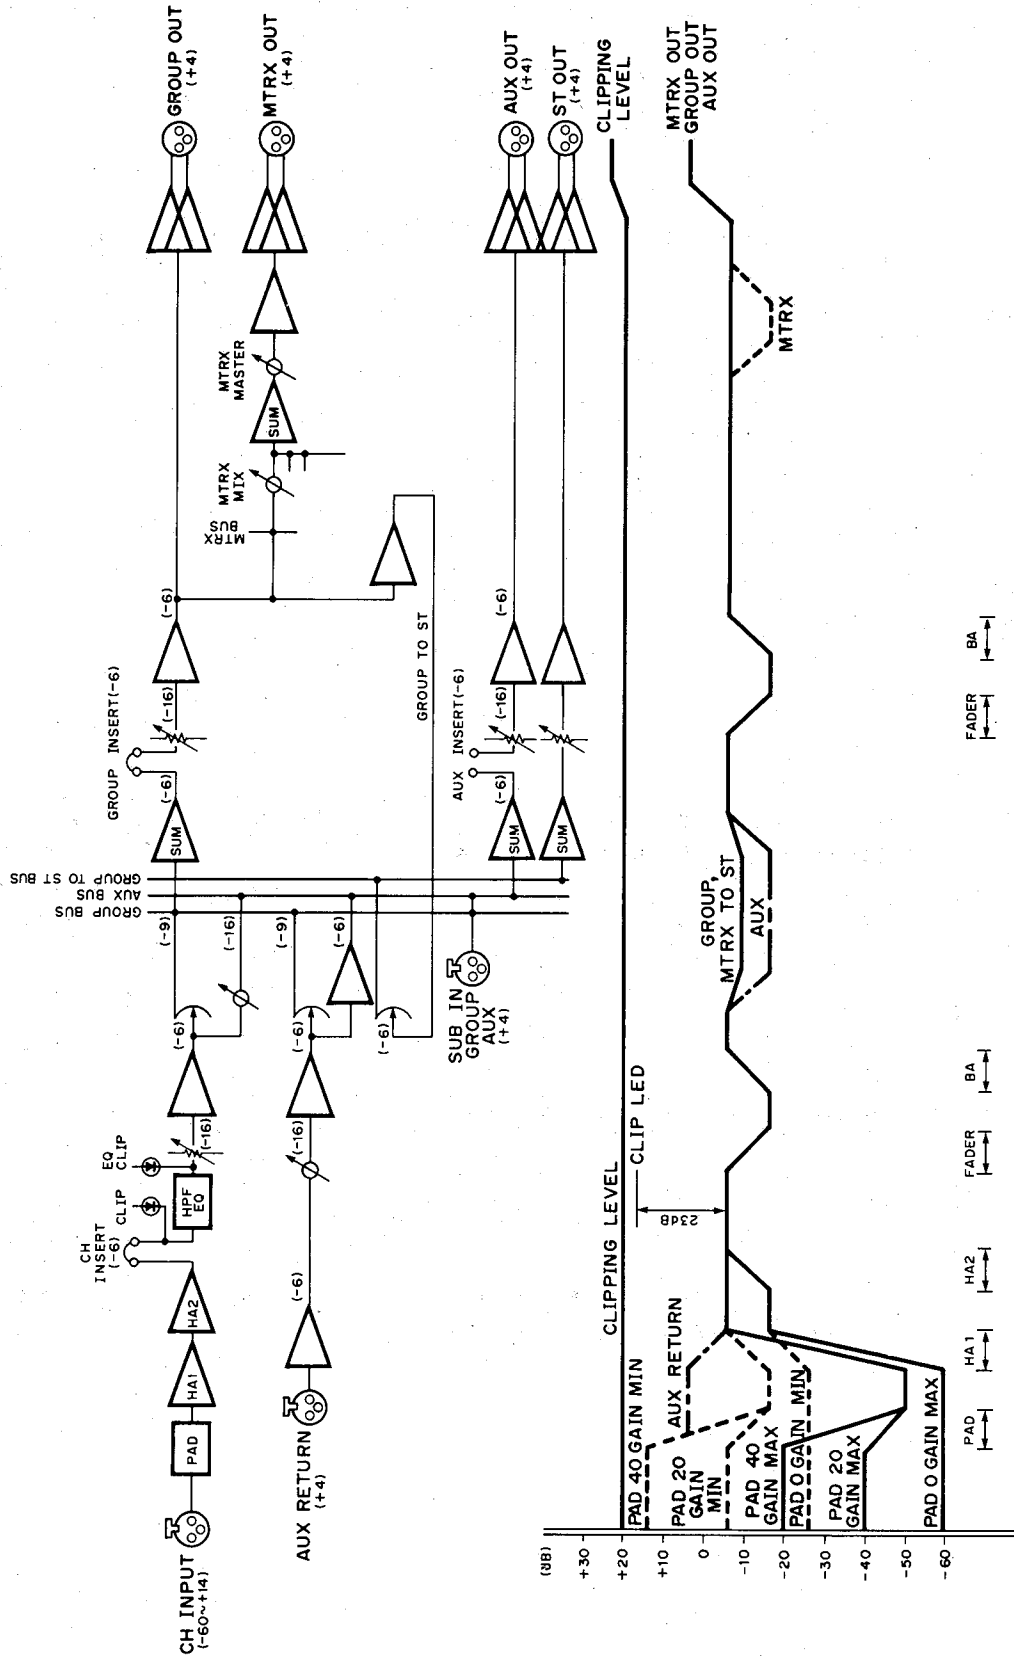 CH INPUT
(-60~+14)
PAD
HA1
HA2
CH
INSERT
(-6)
CLIP
HPF
EQ
EQ
CLIP
(-16)
(-6)
(-9)
(-16)
GROUP BUS
AUX BUS
GROUP TO ST BUS
SUM
(-6)
GROUP INSERT(-6)
(-16)
(-6)
MTRX
BUS
MTRX
MIX
SUM
MTRX
MASTER
GROUP OUT
(+4)
MTRX OUT
(+4)
AUX RETURN
(+4)
(-6)
(-16)
(-6)
(-9)
(-6)
(-6)
GROUP TO ST
SUB IN
GROUP
AUX
(+4)
SUM
(-6)
AUX INSERT(-6)
(-16)
(-6)
SUM
AUX OUT
(+4)
ST OUT
(+4)
CLIPPING
LEVEL
CLIPPING LEVEL
CLIP LED
23dB
(dB)
+30
+20
+10
0
-10
-20
-30
-40
-50
-60
PAD 40 GAIN MIN
AUX RETURN
PAD 20
GAIN
MIN
PAD 40
GAIN MAX
PAD 0 GAIN MIN
PAD 20
GAIN MAX
PAD 0 GAIN MAX
GROUP,
MTRX TO ST
AUX
MTRX
MTRX OUT
GROUP OUT
AUX OUT
PAD
HA1
HA2
FADER
BA
FADER
BA